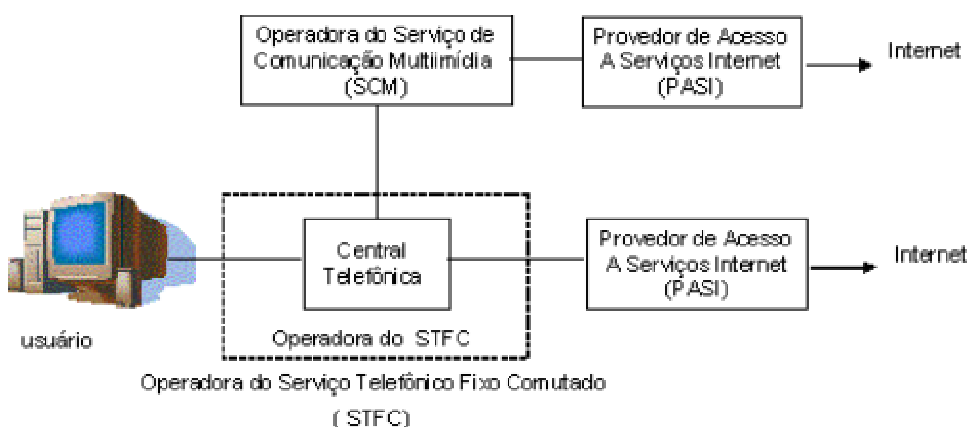 Operadora do Serviço de
Comunicação Multiimídia
(SCM)
Provedor de Acesso
A Serviços Internet
(PASI)
Internet
Central
Telefônica
Provedor de Acesso
A Serviços Internet
(PASI)
Internet
usuário
Operadora do STFC
Operadora do Serviço Telefônico Fixo Comutado
( STFC)